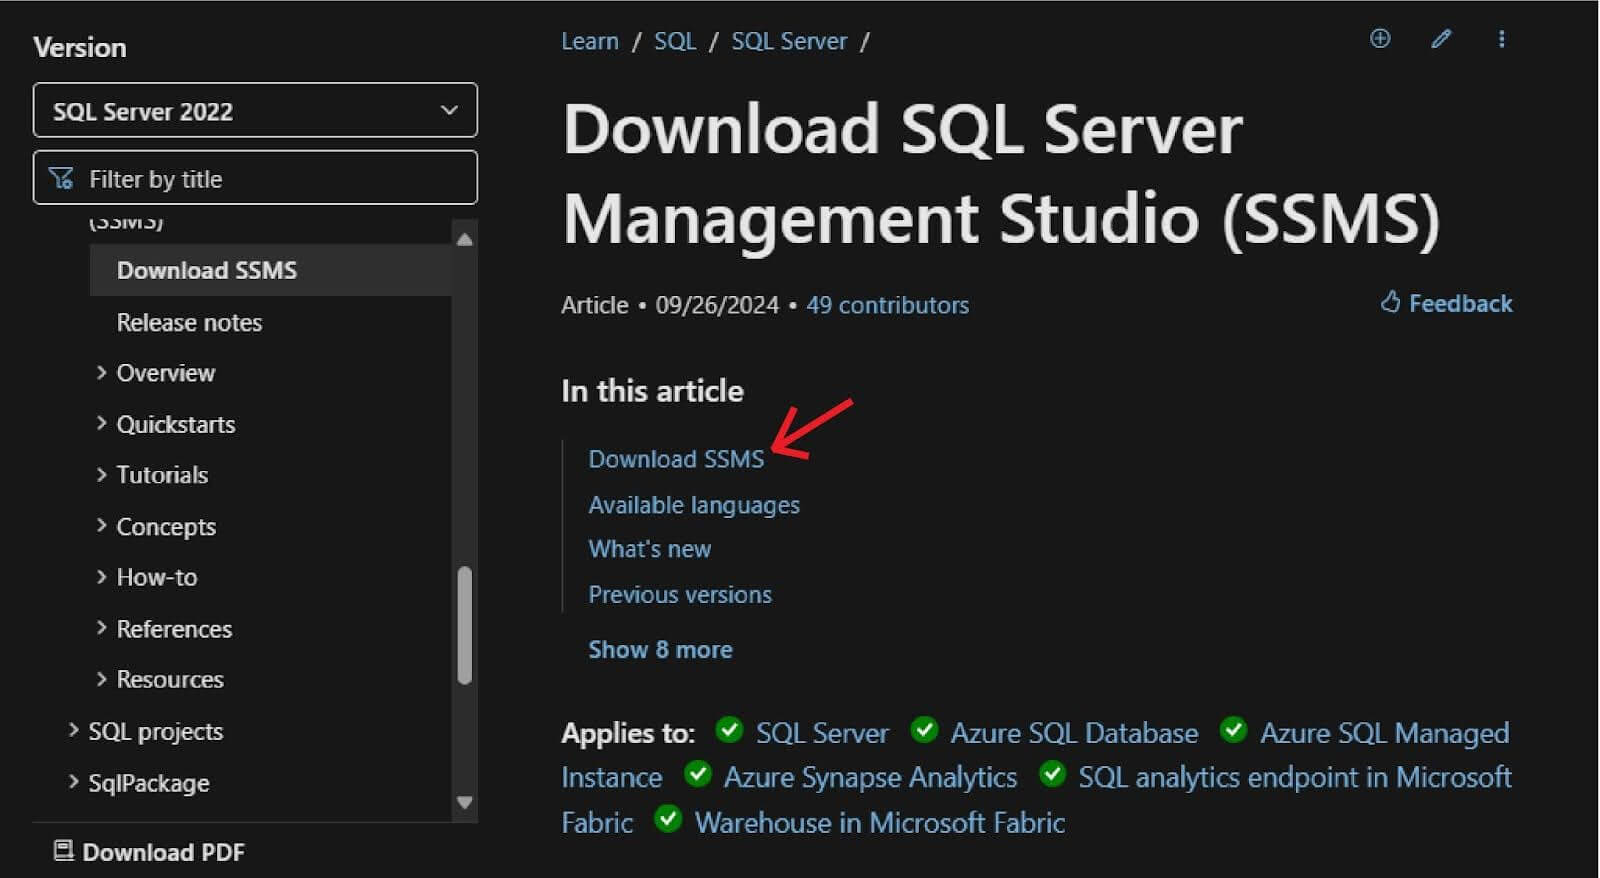 Version
SQL Server 2022
Filter by title
(SSMS)
Download SSMS
Release notes
Overview
Quickstarts
Tutorials
Concepts
How-to
References
Resources
SQL projects
SqlPackage
Download PDF
Learn / SQL / SQL Server /
Download SQL Server
Management Studio (SSMS)
Article • 09/26/2024 • 49 contributors
Feedback
In this article
Download SSMS
Available languages
What's new
Previous versions
Show 8 more
Applies to: SQL Server Azure SQL Database Azure SQL Managed
Instance Azure Synapse Analytics SQL analytics endpoint in Microsoft
Fabric Warehouse in Microsoft Fabric